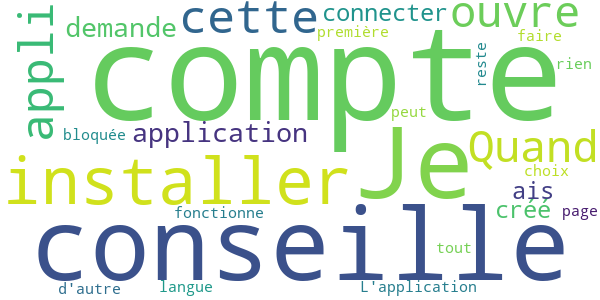 cette connecter ouvre
appli demande première faire
compte reste rien
peut
bloquée application Quand
installer Je choix
ais
conseille fonctionne créé page
tout
d'autre langue L'application